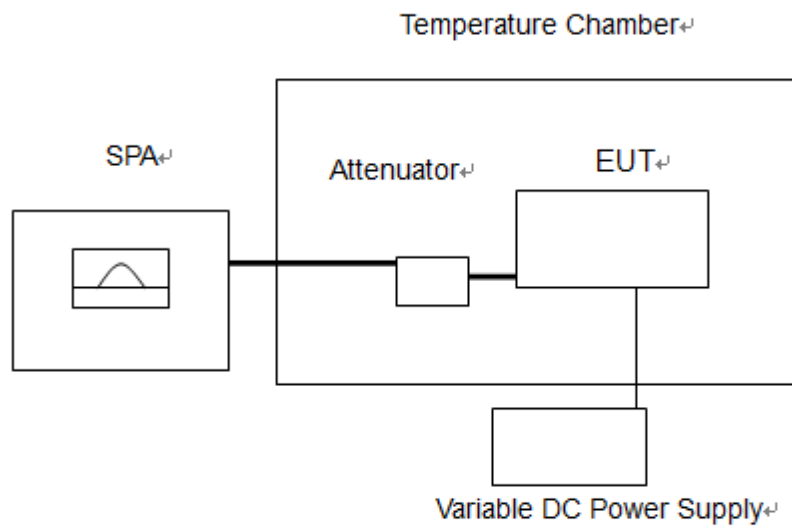 Temperature Chamber↵
SPA↵
Attenuator↵
EUT↵
Variable DC Power Supply↵